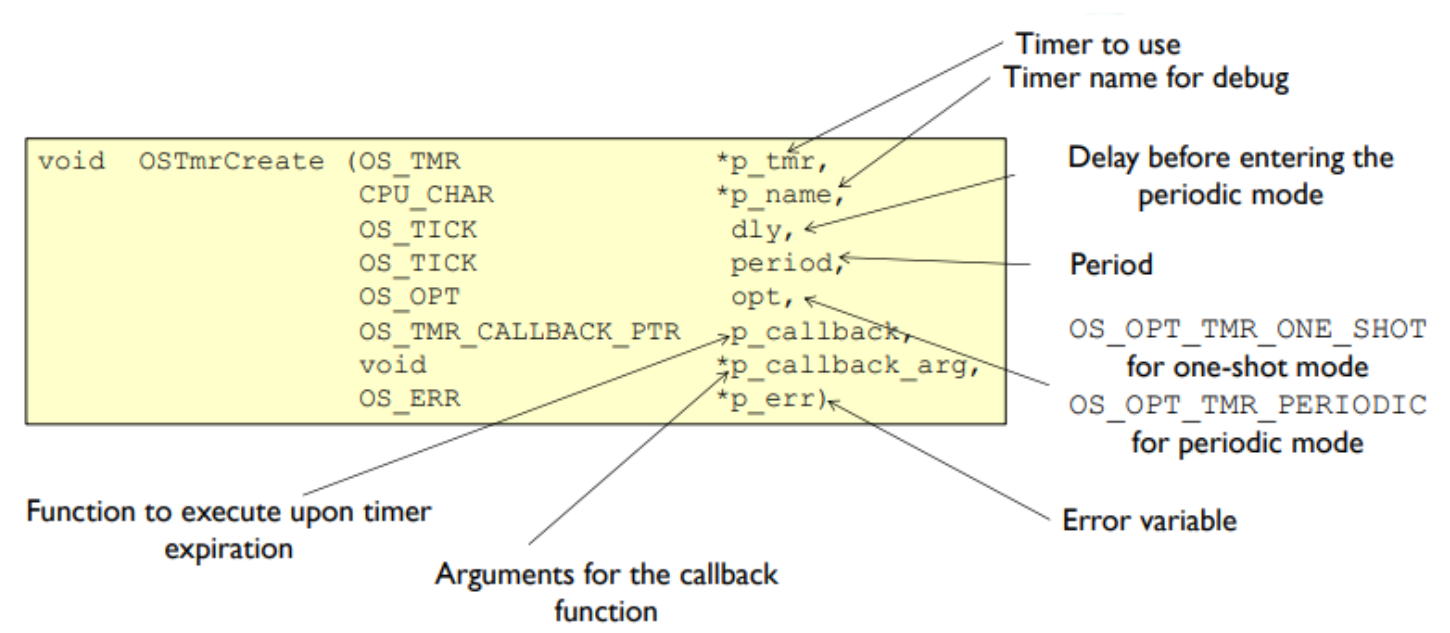 Timer to use
Timer name for debug
void OSTmrCreate (OS_TMR *p_tmr,
CPU_CHAR *p_name,
OS_TICK dly,
OS_TICK period,
OS_OPT opt,
OS_TMR_CALLBACK_PTR p_callback,
void *p_callback_arg,
OS_ERR *p_err)
Delay before entering the
periodic mode
Period
OS_OPT_TMR_ONE_SHOT
for one-shot mode
OS_OPT_TMR_PERIODIC
for periodic mode
Function to execute upon timer
expiration
Arguments for the callback
function
Error variable